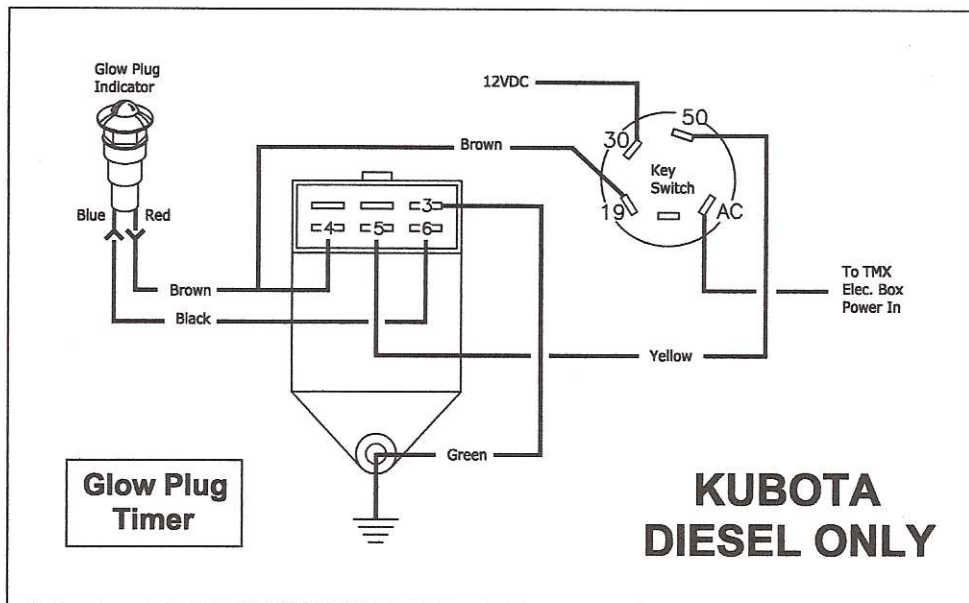 Glow Plug
Indicator
12VDC
50
30
Brown
Key
Switch
3
Blue
Red
19
AC
4
5
6
To TMX
Elec. Box
Power In
Brown
Black
Yellow
Green
Glow Plug
Timer
KUBOTA
DIESEL ONLY